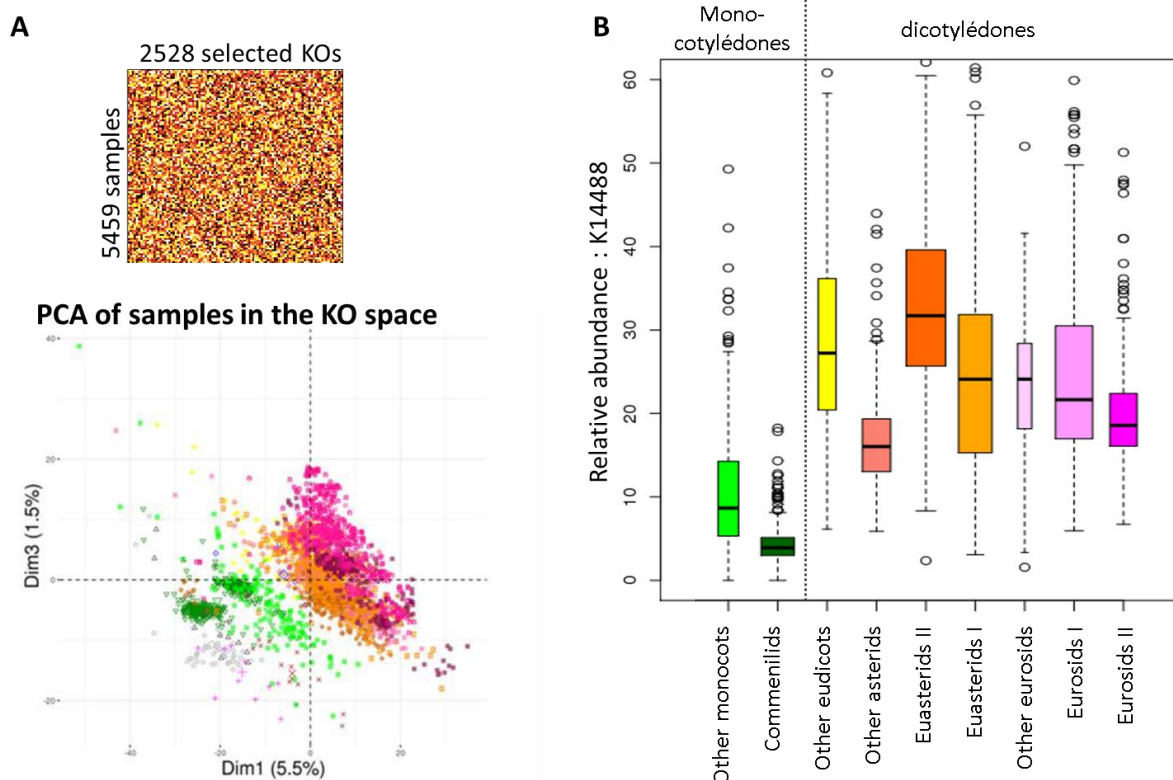 A
2528 selected KOs
5459 samples
PCA of samples in the KO space
40
20
0
-20
-40
-20
0
20
Dim3 (1.5%)
Dim1 (5.5%)
B
Mono-
cotylédones
dicotylédones
Relative abundance : K14488
60
50
40
30
20
10
0
Other monocots
Commenilids
Other eudicots
Other asterids
Euasterids II
Euasterids I
Other eurosids
Eurosids I
Eurosids II